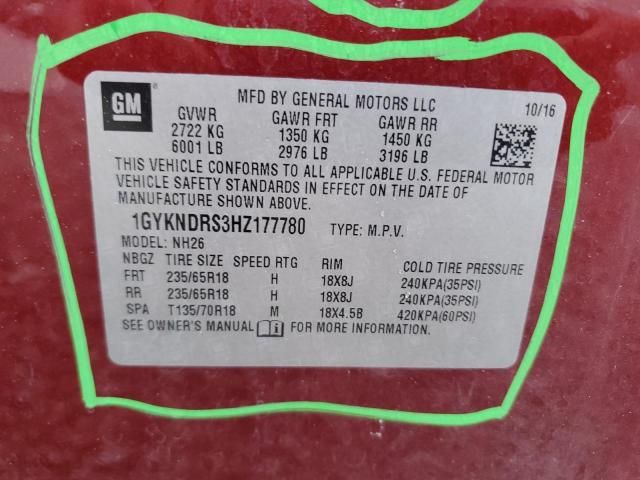 GM
MFD BY GENERAL MOTORS LLC 10/16
GVWR GAWR FRT GAWR RR
2722 KG 1350 KG 1450 KG
6001 LB 2976 LB 3196 LB
THIS VEHICLE CONFORMS TO ALL APPLICABLE U.S. FEDERAL MOTOR
VEHICLE SAFETY STANDARDS IN EFFECT ON THE DATE OF
MANUFACTURE SHOWN ABOVE.
1GYKNDRS3HZ177780 TYPE: M.P.V.
MODEL: NH26
NBGZ TIRE SIZE SPEED RTG RIM COLD TIRE PRESSURE
FRT 235/65R18 H 18X8J 240KPA(35PSI)
RR 235/65R18 H 18X8J 240KPA(35PSI)
SPA T135/70R18 M 18X4.5B 420KPA(60PSI)
SEE OWNER'S MANUAL FOR MORE INFORMATION.